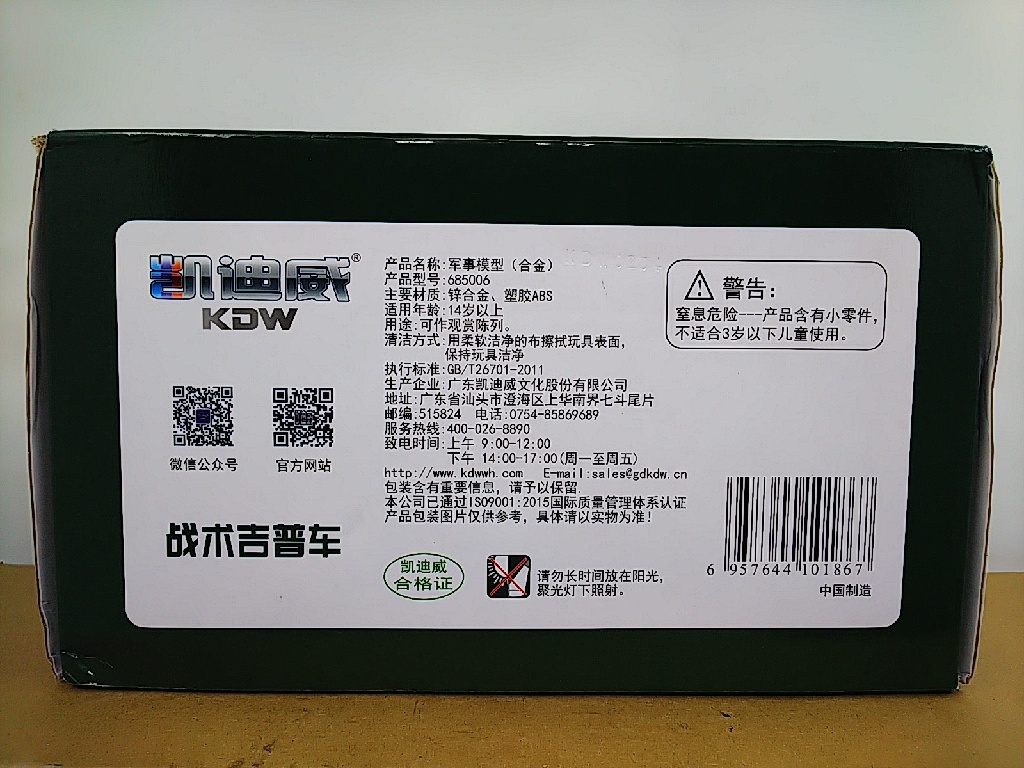 凯迪威®
KDW
微信公众号
官方网站
战术吉普车
产品名称:军事模型（合金）
产品型号:685006
主要材质:锌合金、塑胶ABS
适用年龄:14岁以上
用途:可作观赏陈列。
清洁方式:用柔软洁净的布擦拭玩具表面,
保持玩具洁净
执行标准:GB/T26701-2011
生产企业:广东凯迪威文化股份有限公司
地址:广东省汕头市澄海区上华南界七斗尾片
邮编:515824 电话:0754-85869689
服务热线:400-026-8890
致电时间:上午 9:00-12:00
下午 14:00-17:00(周一至周五)
http://www.kdwwh.com E-mail:sales@gdkdw.cn
包装含有重要信息，请予以保留.
本公司已通过ISO9001:2015国际质量管理体系认证
产品包装图片仅供参考，具体请以实物为准!
凯迪威
合格证
请勿长时间放在阳光,
聚光灯下照射。
警告:
窒息危险---产品含有小零件,
不适合3岁以下儿童使用。
6 957644 101867
中国制造